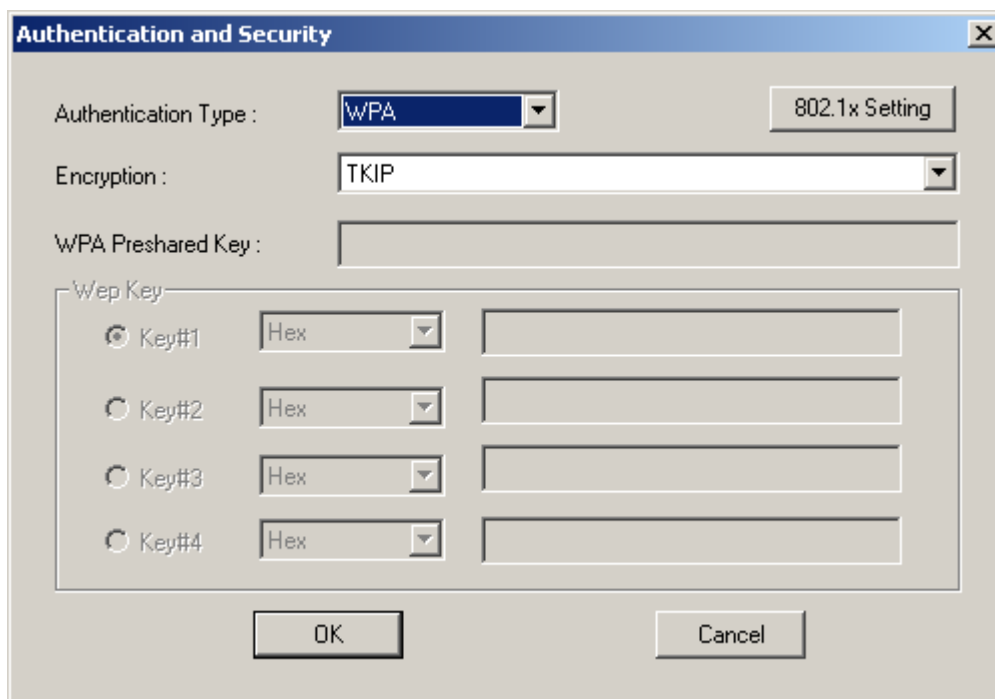 Authentication and Security
Authentication Type : WPA 802.1x Setting
Encryption : TKIP
WPA Preshared Key :
Wep Key
Key#1 Hex
Key#2 Hex
Key#3 Hex
Key#4 Hex
OK Cancel